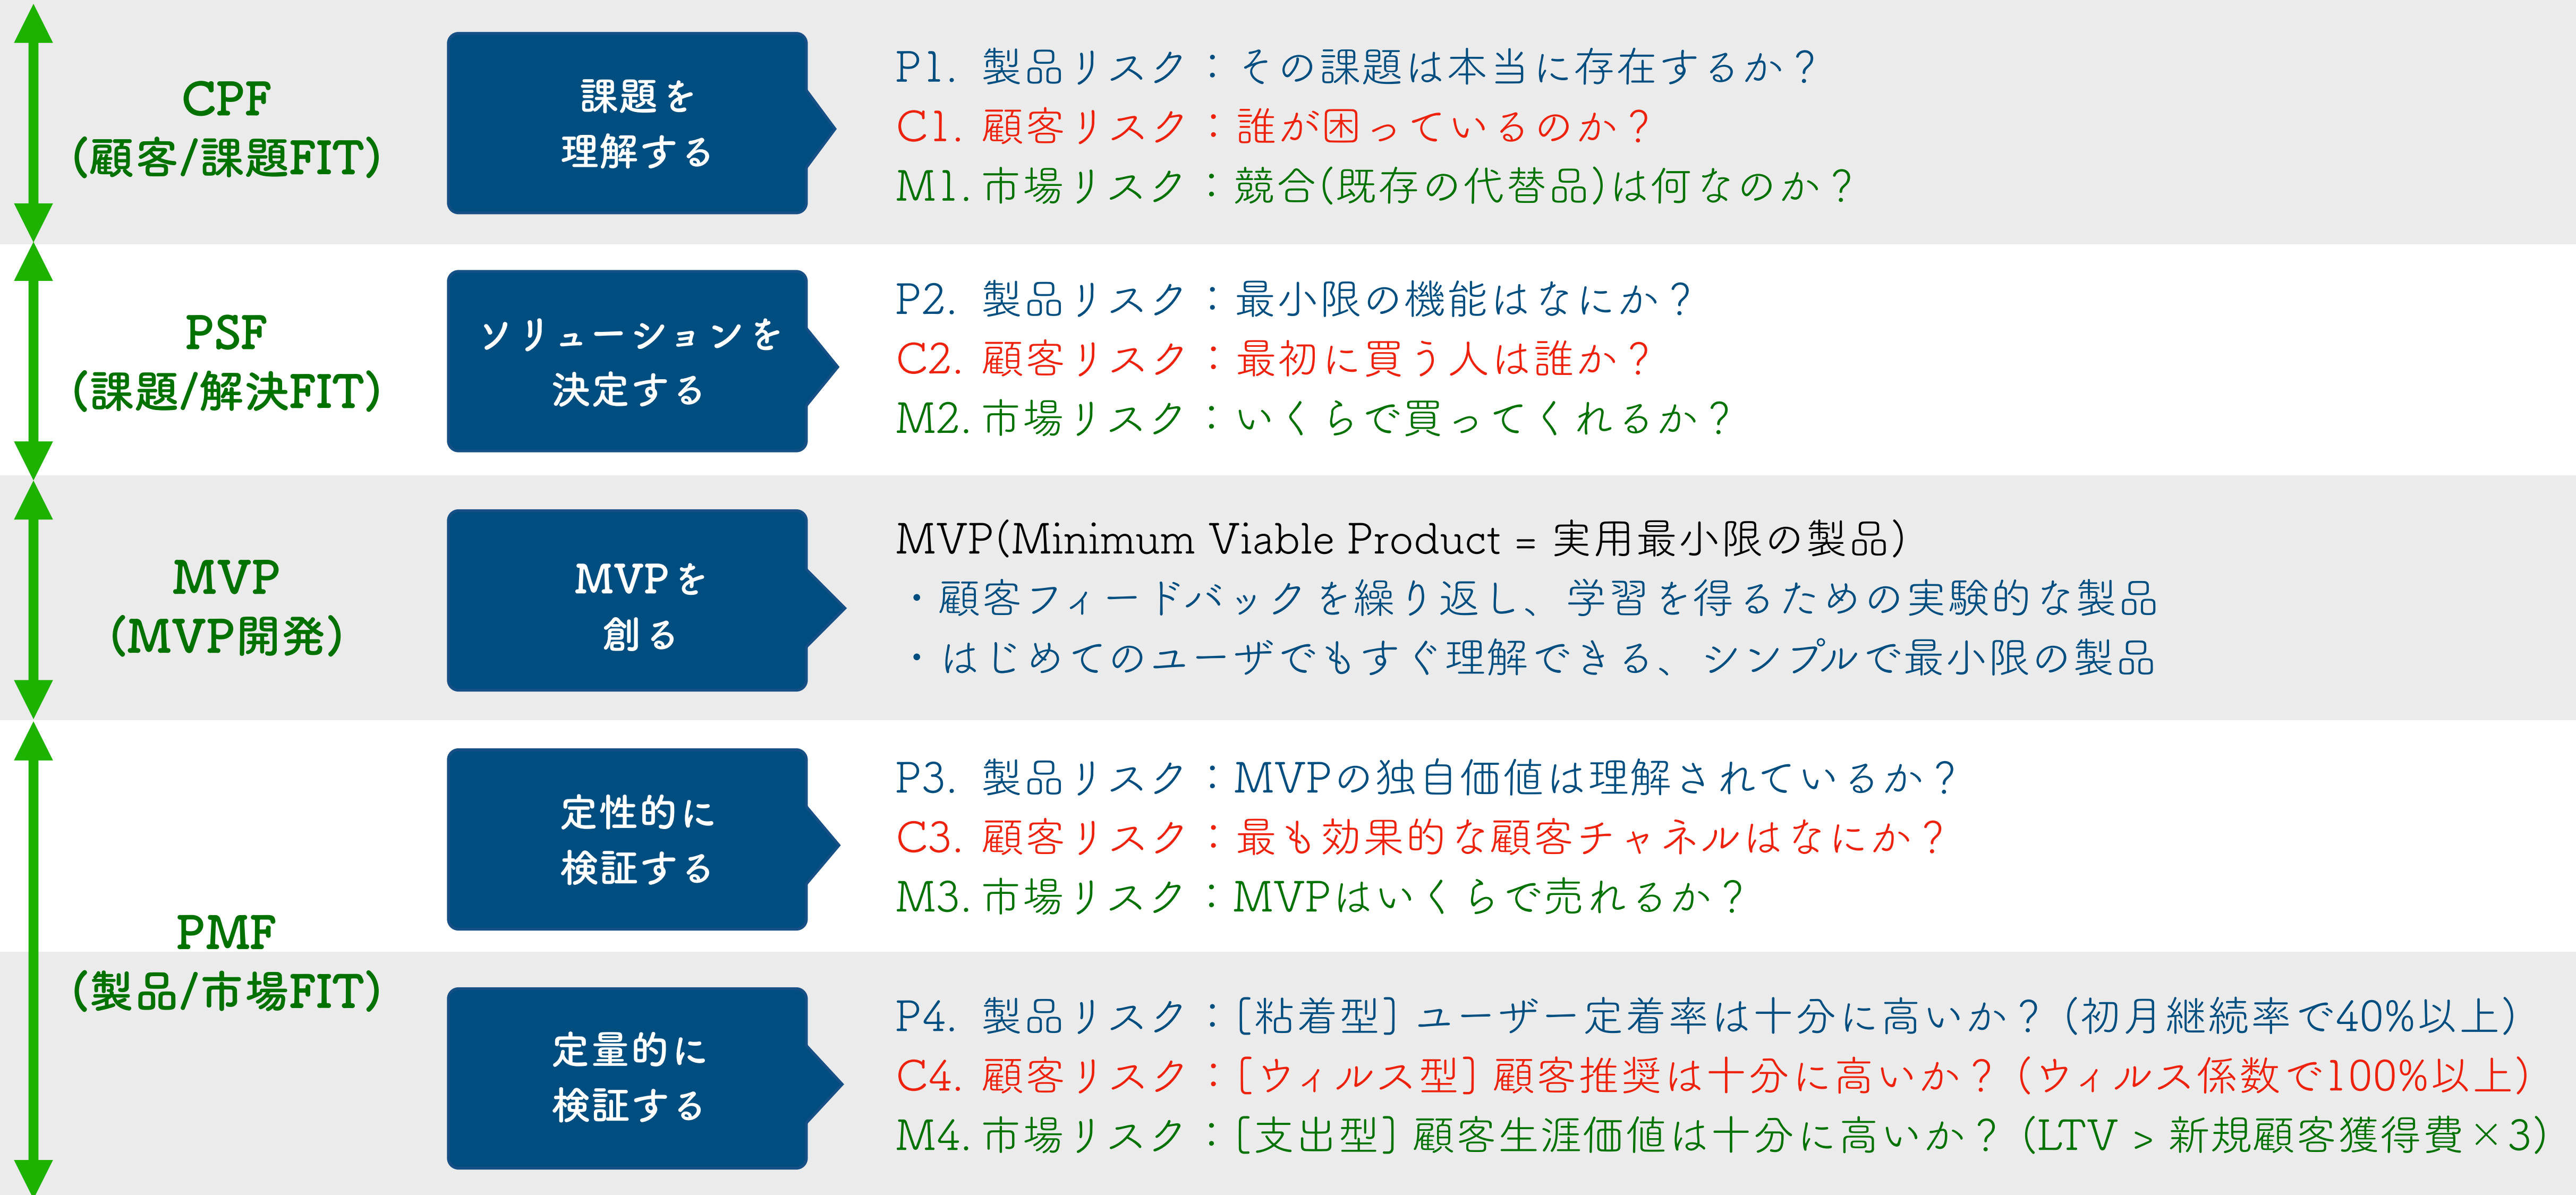 CPF
(顧客/課題FIT)
課題を
理解する
P1. 製品リスク：その課題は本当に存在するか？
C1. 顧客リスク：誰が困っているのか？
M1. 市場リスク：競合(既存の代替品)は何なのか？
PSF
(課題/解決FIT)
ソリューションを
決定する
P2. 製品リスク：最小限の機能はなにか？
C2. 顧客リスク：最初に買う人は誰か？
M2. 市場リスク：いくらで買ってくれるか？
MVP
(MVP開発)
MVPを
創る
MVP(Minimum Viable Product = 実用最小限の製品)
・顧客フィードバックを繰り返し、学習を得るための実験的な製品
・はじめてのユーザでもすぐ理解できる、シンプルで最小限の製品
PMF
(製品/市場FIT)
定性的に
検証する
P3. 製品リスク：MVPの独自価値は理解されているか？
C3. 顧客リスク：最も効果的な顧客チャネルはなにか？
M3. 市場リスク：MVPはいくらで売れるか？
定量的に
検証する
P4. 製品リスク：[粘着型] ユーザー定着率は十分に高いか？ (初月継続率で40%以上)
C4. 顧客リスク：[ウィルス型] 顧客推奨は十分に高いか？ (ウィルス係数で100%以上)
M4. 市場リスク：[支出型] 顧客生涯価値は十分に高いか？ (LTV > 新規顧客獲得費×3)